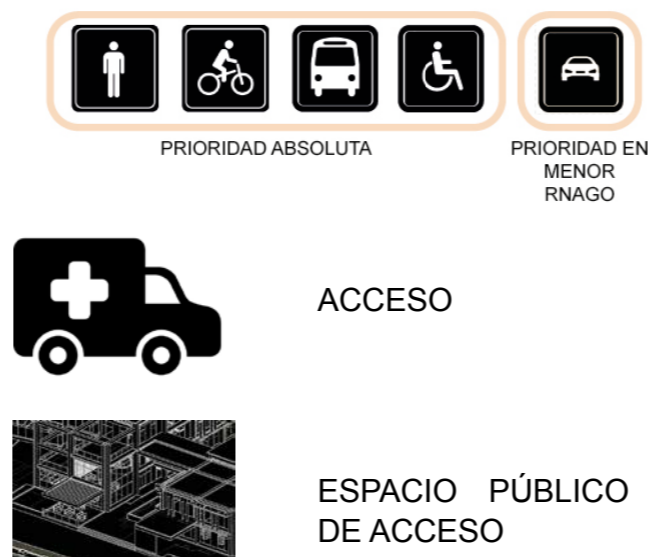 PRIORIDAD ABSOLUTA
PRIORIDAD EN
MENOR
RNAGO
ACCESO
ESPACIO PÚBLICO
DE ACCESO